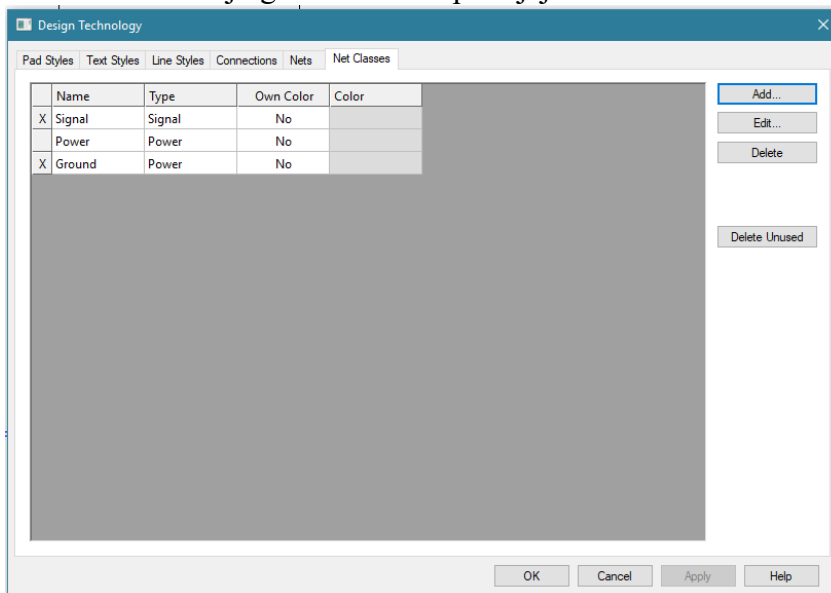 Design Technology
Pad Styles Text Styles Line Styles Connections Nets Net Classes
Name Type Own Color Color
X Signal Signal No
Power Power No
X Ground Power No
Add...
Edit...
Delete
Delete Unused
OK Cancel Apply Help